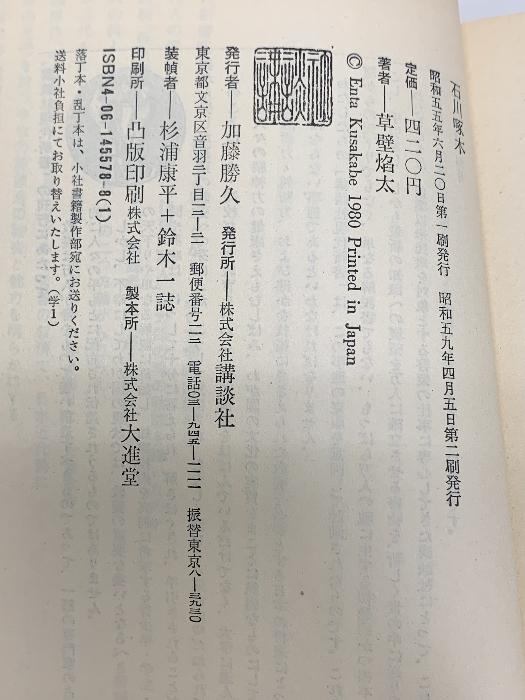 石川啄木
昭和五五年六月二〇日第一刷発行 昭和五九年四月五日第二刷発行
定価――四二〇円
著者――草壁焰太
© Enta Kusakabe 1980 Printed in Japan
発行者――加藤勝久 発行所――株式会社講談社
東京都文京区音羽二丁目一二―二一 郵便番号一一二 電話〇三―九四五―一一一一 振替東京八―三九三〇
装幀者――杉浦康平+鈴木一誌
印刷所――凸版印刷株式会社 製本所――株式会社大進堂
ISBN4-06-145578-8(1)
落丁本・乱丁本は、小社書籍製作部宛にお送りください。
送料小社負担にてお取り替えいたします。(学1)